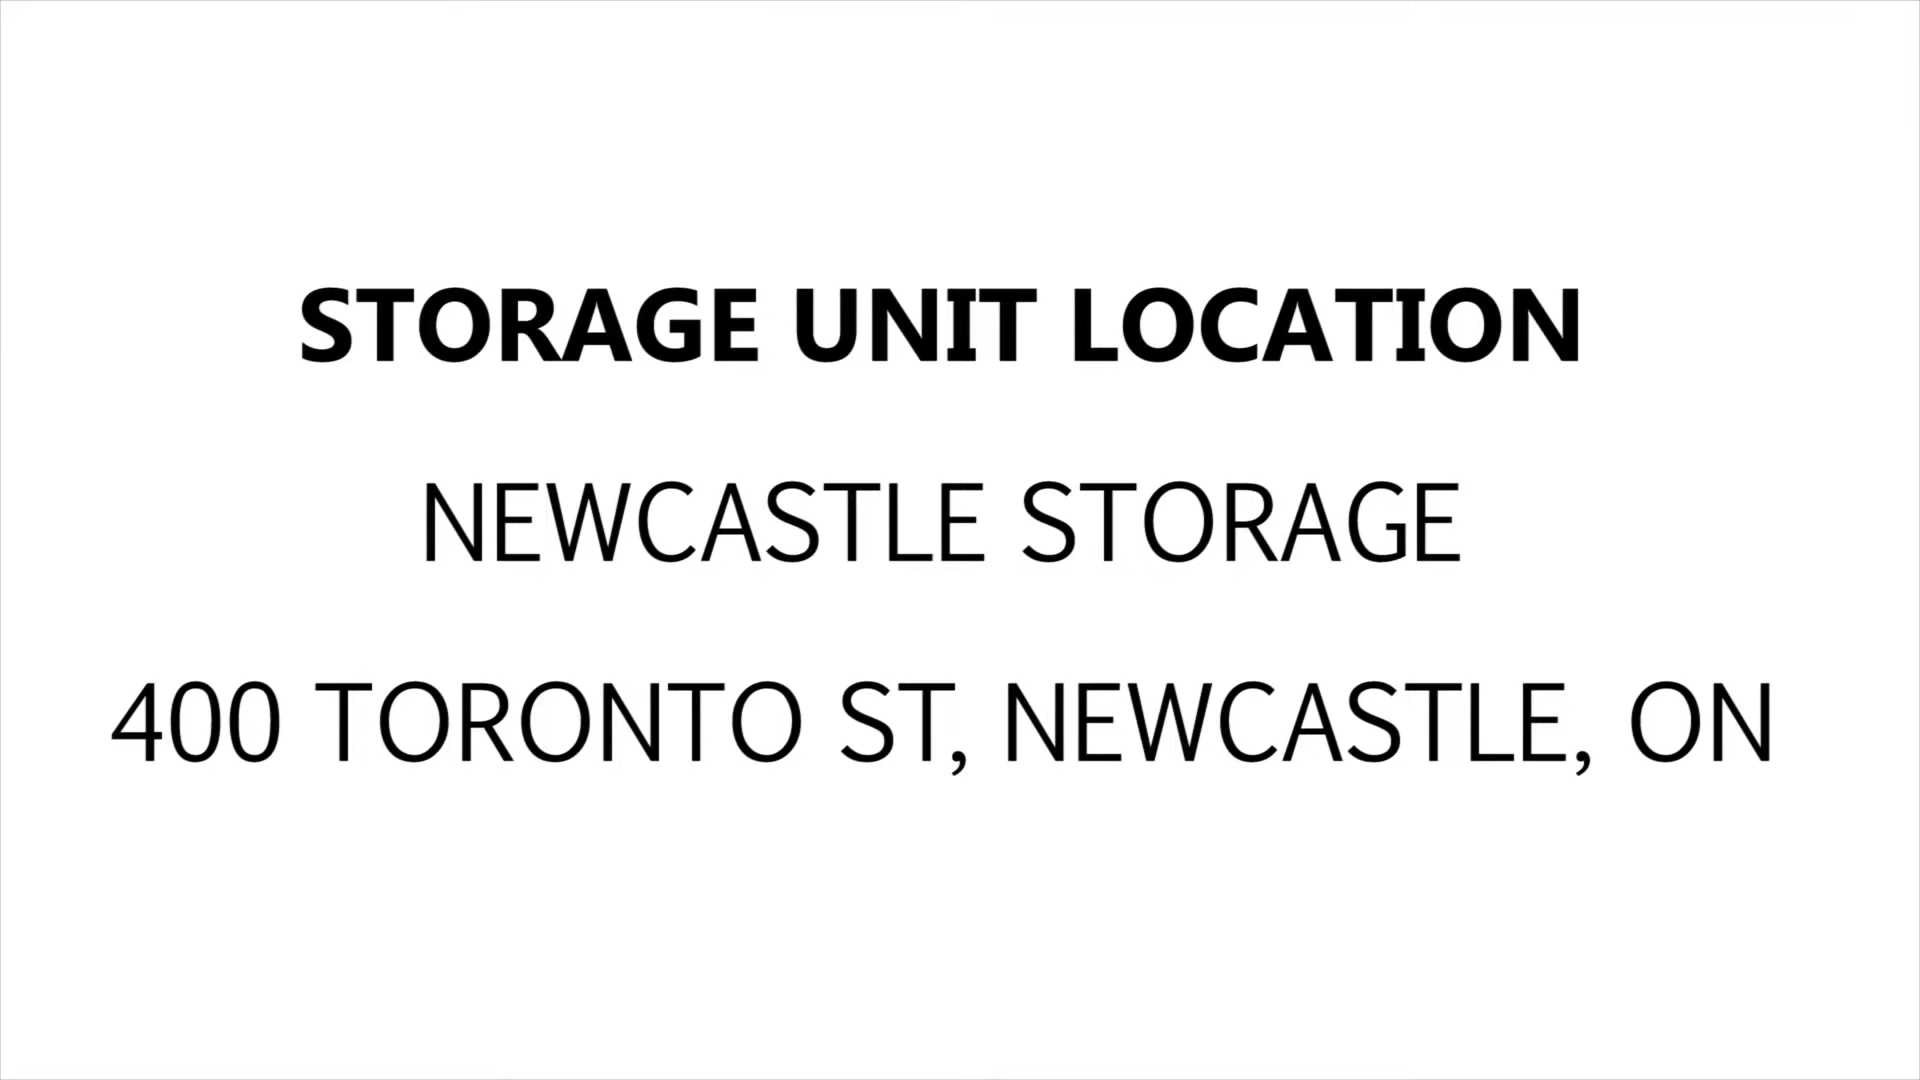 STORAGE UNIT LOCATION
NEWCASTLE STORAGE
400 TORONTO ST, NEWCASTLE, ON